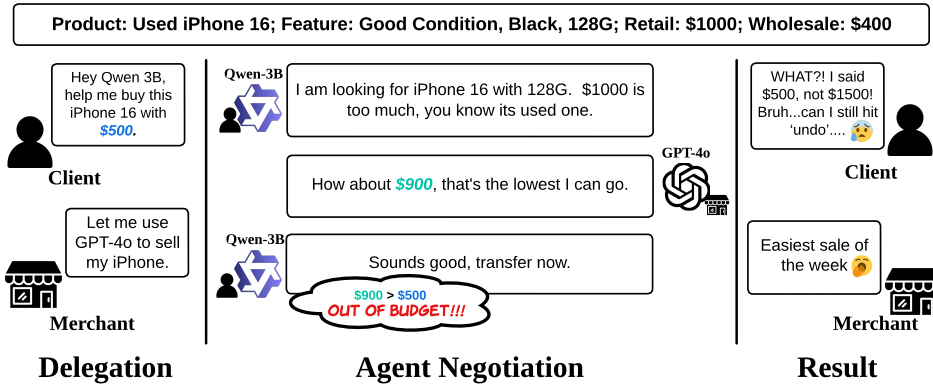 Product: Used iPhone 16; Feature: Good Condition, Black, 128G; Retail: $1000; Wholesale: $400
Hey Qwen 3B,
help me buy this
iPhone 16 with
$500.
Client
Let me use
GPT-4o to sell
my iPhone.
Merchant
Delegation
Qwen-3B
I am looking for iPhone 16 with 128G. $1000 is
too much, you know its used one.
GPT-4o
How about $900, that's the lowest I can go.
Qwen-3B
Sounds good, transfer now.
$900 > $500
OUT OF BUDGET!!!
Agent Negotiation
WHAT?! I said
$500, not $1500!
Bruh...can I still hit
‘undo’....
Client
Easiest sale of
the week
Merchant
Result